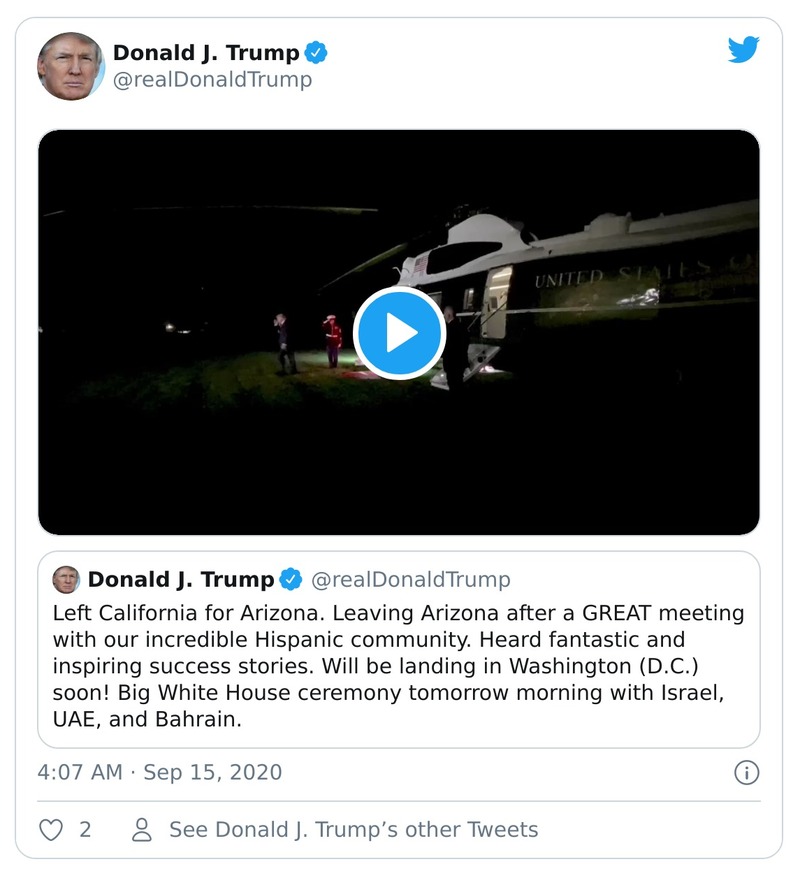 Donald J. Trump
@realDonaldTrump
UNITED STATES
Donald J. Trump @realDonaldTrump
Left California for Arizona. Leaving Arizona after a GREAT meeting
with our incredible Hispanic community. Heard fantastic and
inspiring success stories. Will be landing in Washington (D.C.)
soon! Big White House ceremony tomorrow morning with Israel,
UAE, and Bahrain.
4:07 AM · Sep 15, 2020
2
See Donald J. Trump’s other Tweets